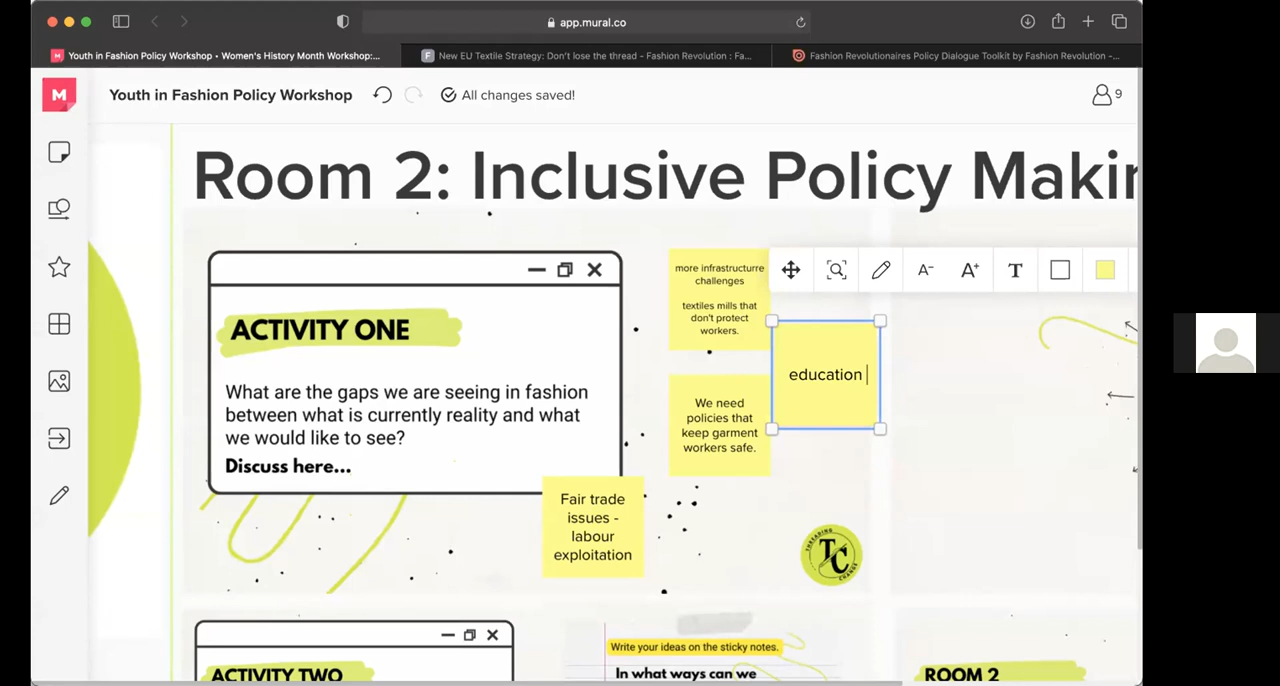 app.mural.co
Youth in Fashion Policy Workshop • Women's History Month Workshop:...
New EU Textile Strategy: Don't lose the thread - Fashion Revolution : Fa...
Fashion Revolutionaires Policy Dialogue Toolkit by Fashion Revolution -...
M
Youth in Fashion Policy Workshop
All changes saved!
9
Room 2: Inclusive Policy Makin
ACTIVITY ONE
What are the gaps we are seeing in fashion
between what is currently reality and what
we would like to see?
Discuss here...
more infrastructurre
challenges
textiles mills that
don't protect
workers.
A-
A+
T
education
We need
policies that
keep garment
workers safe.
Fair trade
issues -
labour
exploitation
THREADING
TC
CHANGE
ACTIVITY TWO
Write your ideas on the sticky notes.
In what ways can we
ROOM 2